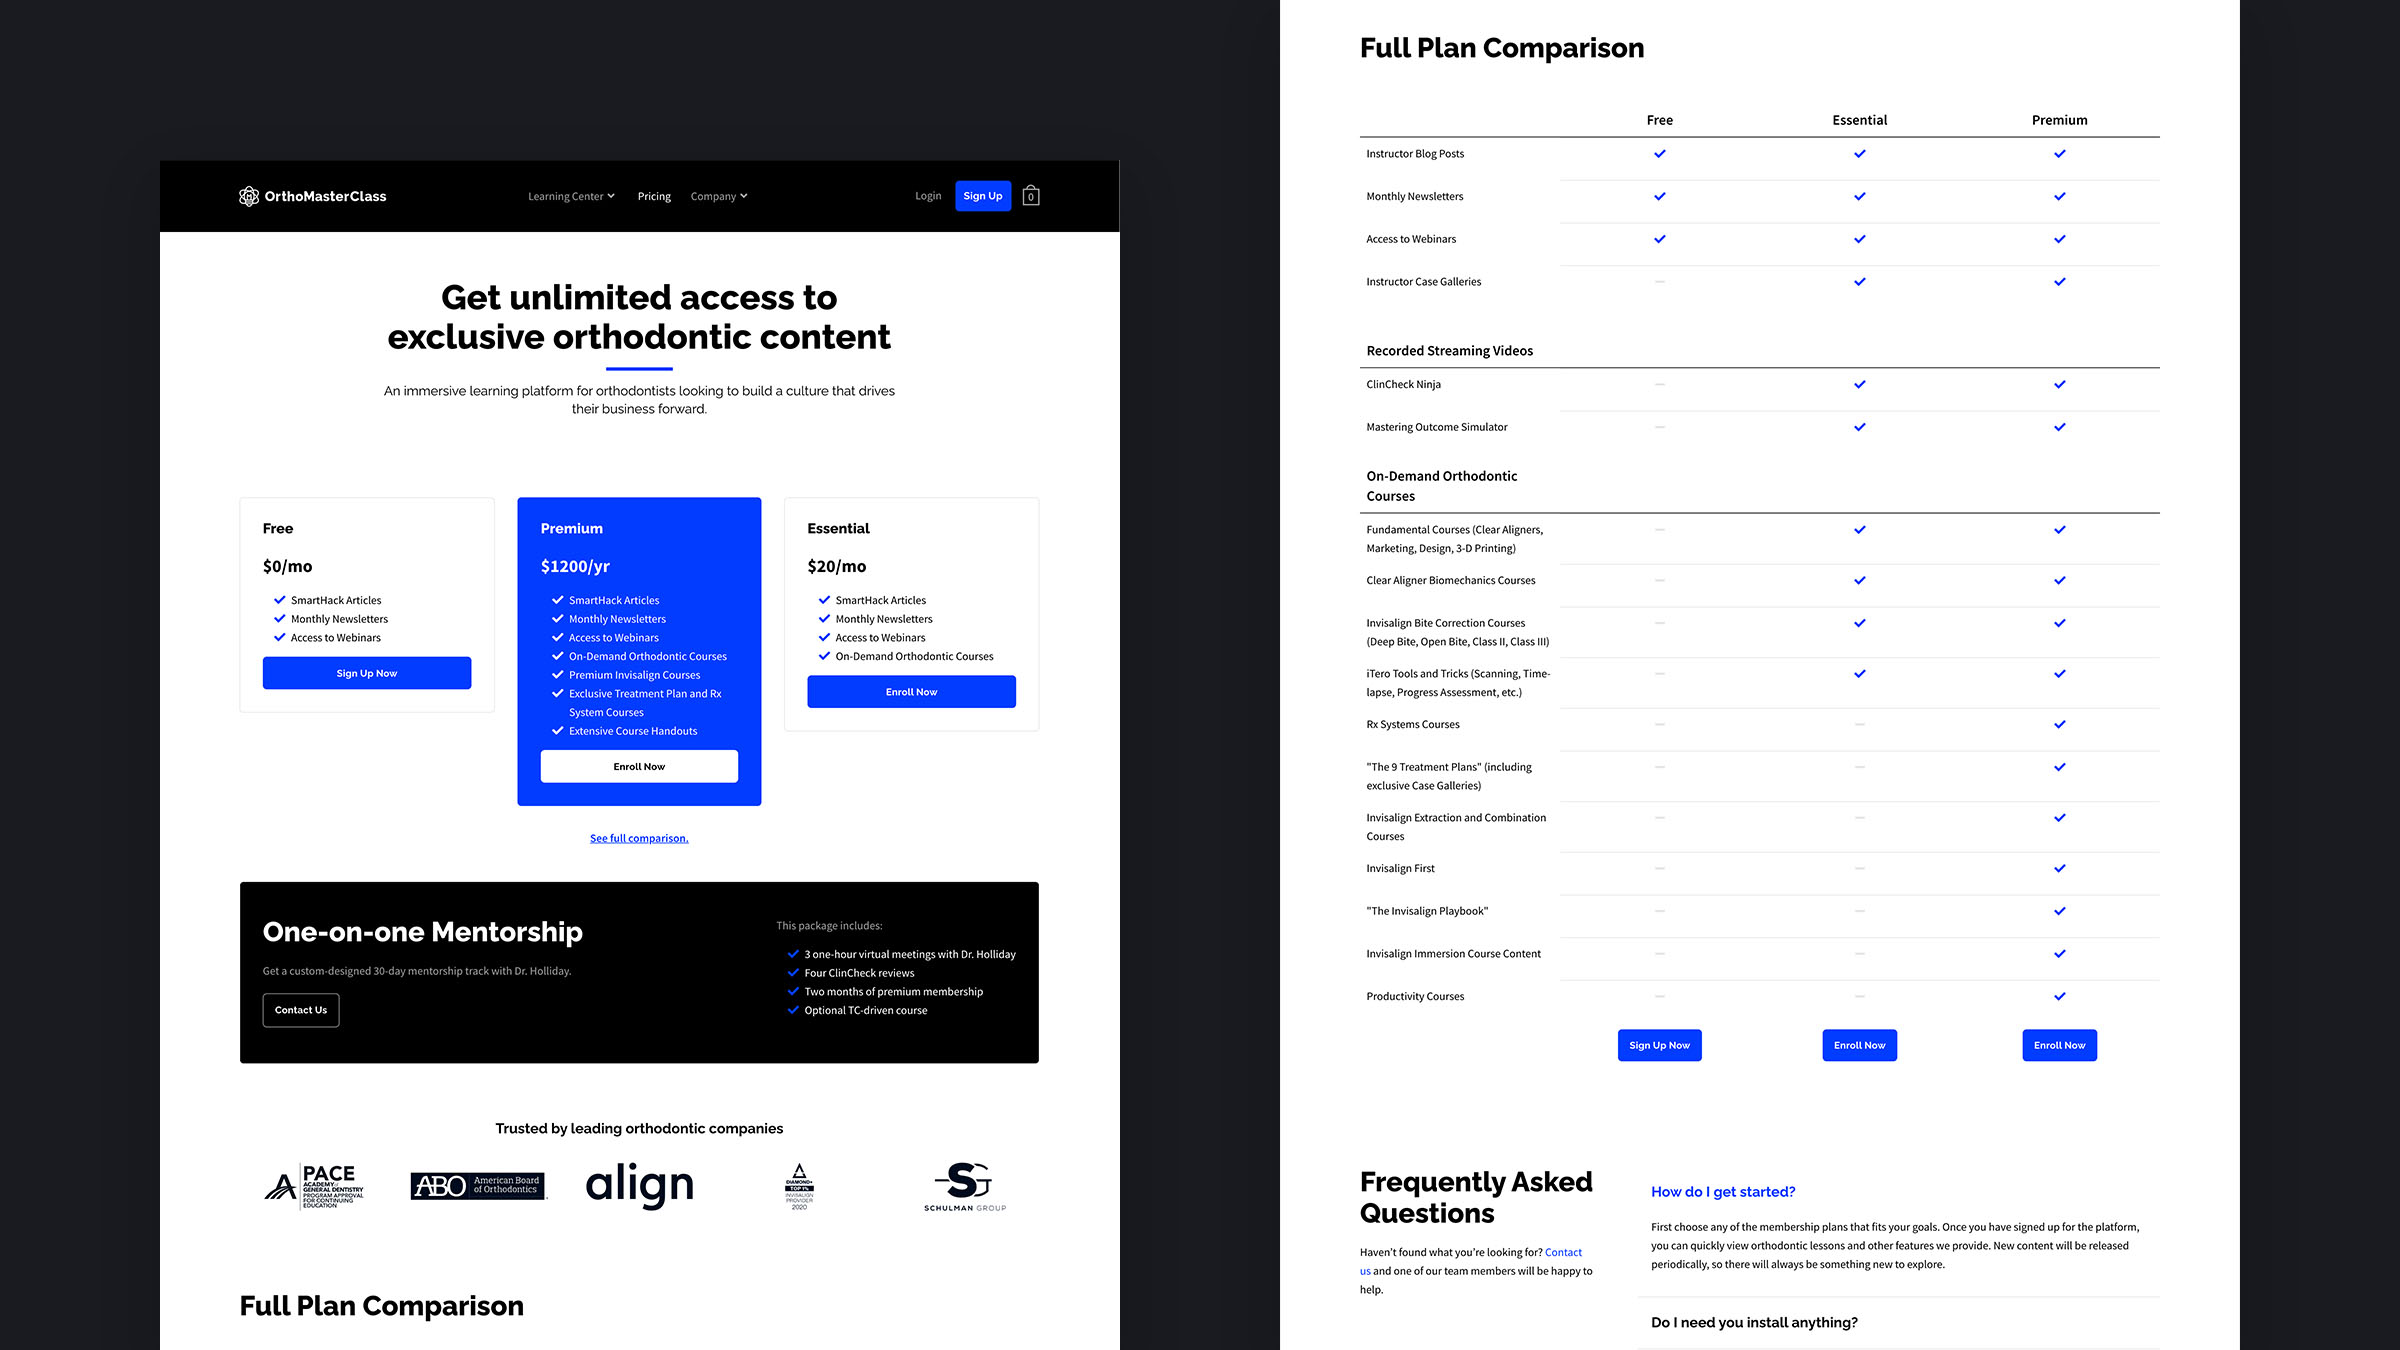 OrthoMasterClass
Learning Center
Pricing
Company
Login
Sign Up
0
Get unlimited access to
exclusive orthodontic content
An immersive learning platform for orthodontists looking to build a culture that drives
their business forward.
Free
$0/mo
SmartHack Articles
Monthly Newsletters
Access to Webinars
Sign Up Now
Premium
$1200/yr
SmartHack Articles
Monthly Newsletters
Access to Webinars
On-Demand Orthodontic Courses
Premium Invisalign Courses
Exclusive Treatment Plan and Rx
System Courses
Extensive Course Handouts
Enroll Now
Essential
$20/mo
SmartHack Articles
Monthly Newsletters
Access to Webinars
On-Demand Orthodontic Courses
Enroll Now
See full comparison.
One-on-one Mentorship
Get a custom-designed 30-day mentorship track with Dr. Holliday.
Contact Us
This package includes:
3 one-hour virtual meetings with Dr. Holliday
Four ClinCheck reviews
Two months of premium membership
Optional TC-driven course
Trusted by leading orthodontic companies
PACE
ACADEMY of
GENERAL DENTISTRY
PROGRAM APPROVAL
FOR CONTINUING
EDUCATION
ABO
American Board
of Orthodontics
align
DIAMOND+
TOP 1%
INVISALIGN
PROVIDER
2020
SG
SCHULMAN GROUP
Full Plan Comparison
Full Plan Comparison
Free Essential Premium
Instructor Blog Posts
Monthly Newsletters
Access to Webinars
Instructor Case Galleries
Recorded Streaming Videos
ClinCheck Ninja
Mastering Outcome Simulator
On-Demand Orthodontic
Courses
Fundamental Courses (Clear Aligners,
Marketing, Design, 3-D Printing)
Clear Aligner Biomechanics Courses
Invisalign Bite Correction Courses
(Deep Bite, Open Bite, Class II, Class III)
iTero Tools and Tricks (Scanning, Time-
lapse, Progress Assessment, etc.)
Rx Systems Courses
"The 9 Treatment Plans" (including
exclusive Case Galleries)
Invisalign Extraction and Combination
Courses
Invisalign First
"The Invisalign Playbook"
Invisalign Immersion Course Content
Productivity Courses
Sign Up Now
Enroll Now
Enroll Now
Frequently Asked
Questions
Haven't found what you're looking for? Contact
us and one of our team members will be happy to
help.
How do I get started?
First choose any of the membership plans that fits your goals. Once you have signed up for the platform,
you can quickly view orthodontic lessons and other features we provide. New content will be released
periodically, so there will always be something new to explore.
Do I need you install anything?